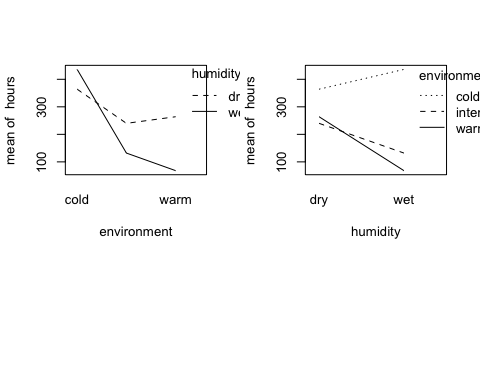 mean of hours
300
100
cold
warm
environment
humidity
dr
we
mean of hours
300
100
dry
wet
humidity
environme
cold
inter
warm